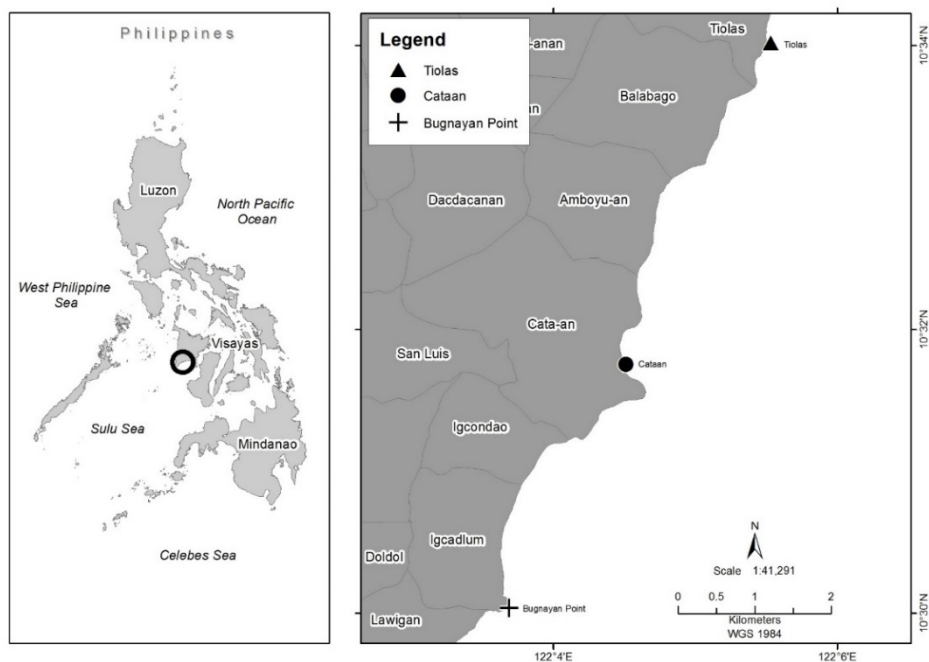 Philippines
Luzon
North Pacific
Ocean
West Philippine
Sea
Visayas
Sulu Sea
Mindanao
Celebes Sea
Legend
Tiolas
Cataan
Bugnayan Point
-anan
n
Tiolas
Tiolas
Balabago
Dacdacanan
Amboyu-an
Cata-an
San Luis
Cataan
Igcondao
Igcadlum
Doldol
Lawigan
Bugnayan Point
N
Scale 1:41,291
0 0.5 1 2
Kilometers
WGS 1984
10°34'N
10°32'N
10°30'N
122°4'E
122°6'E